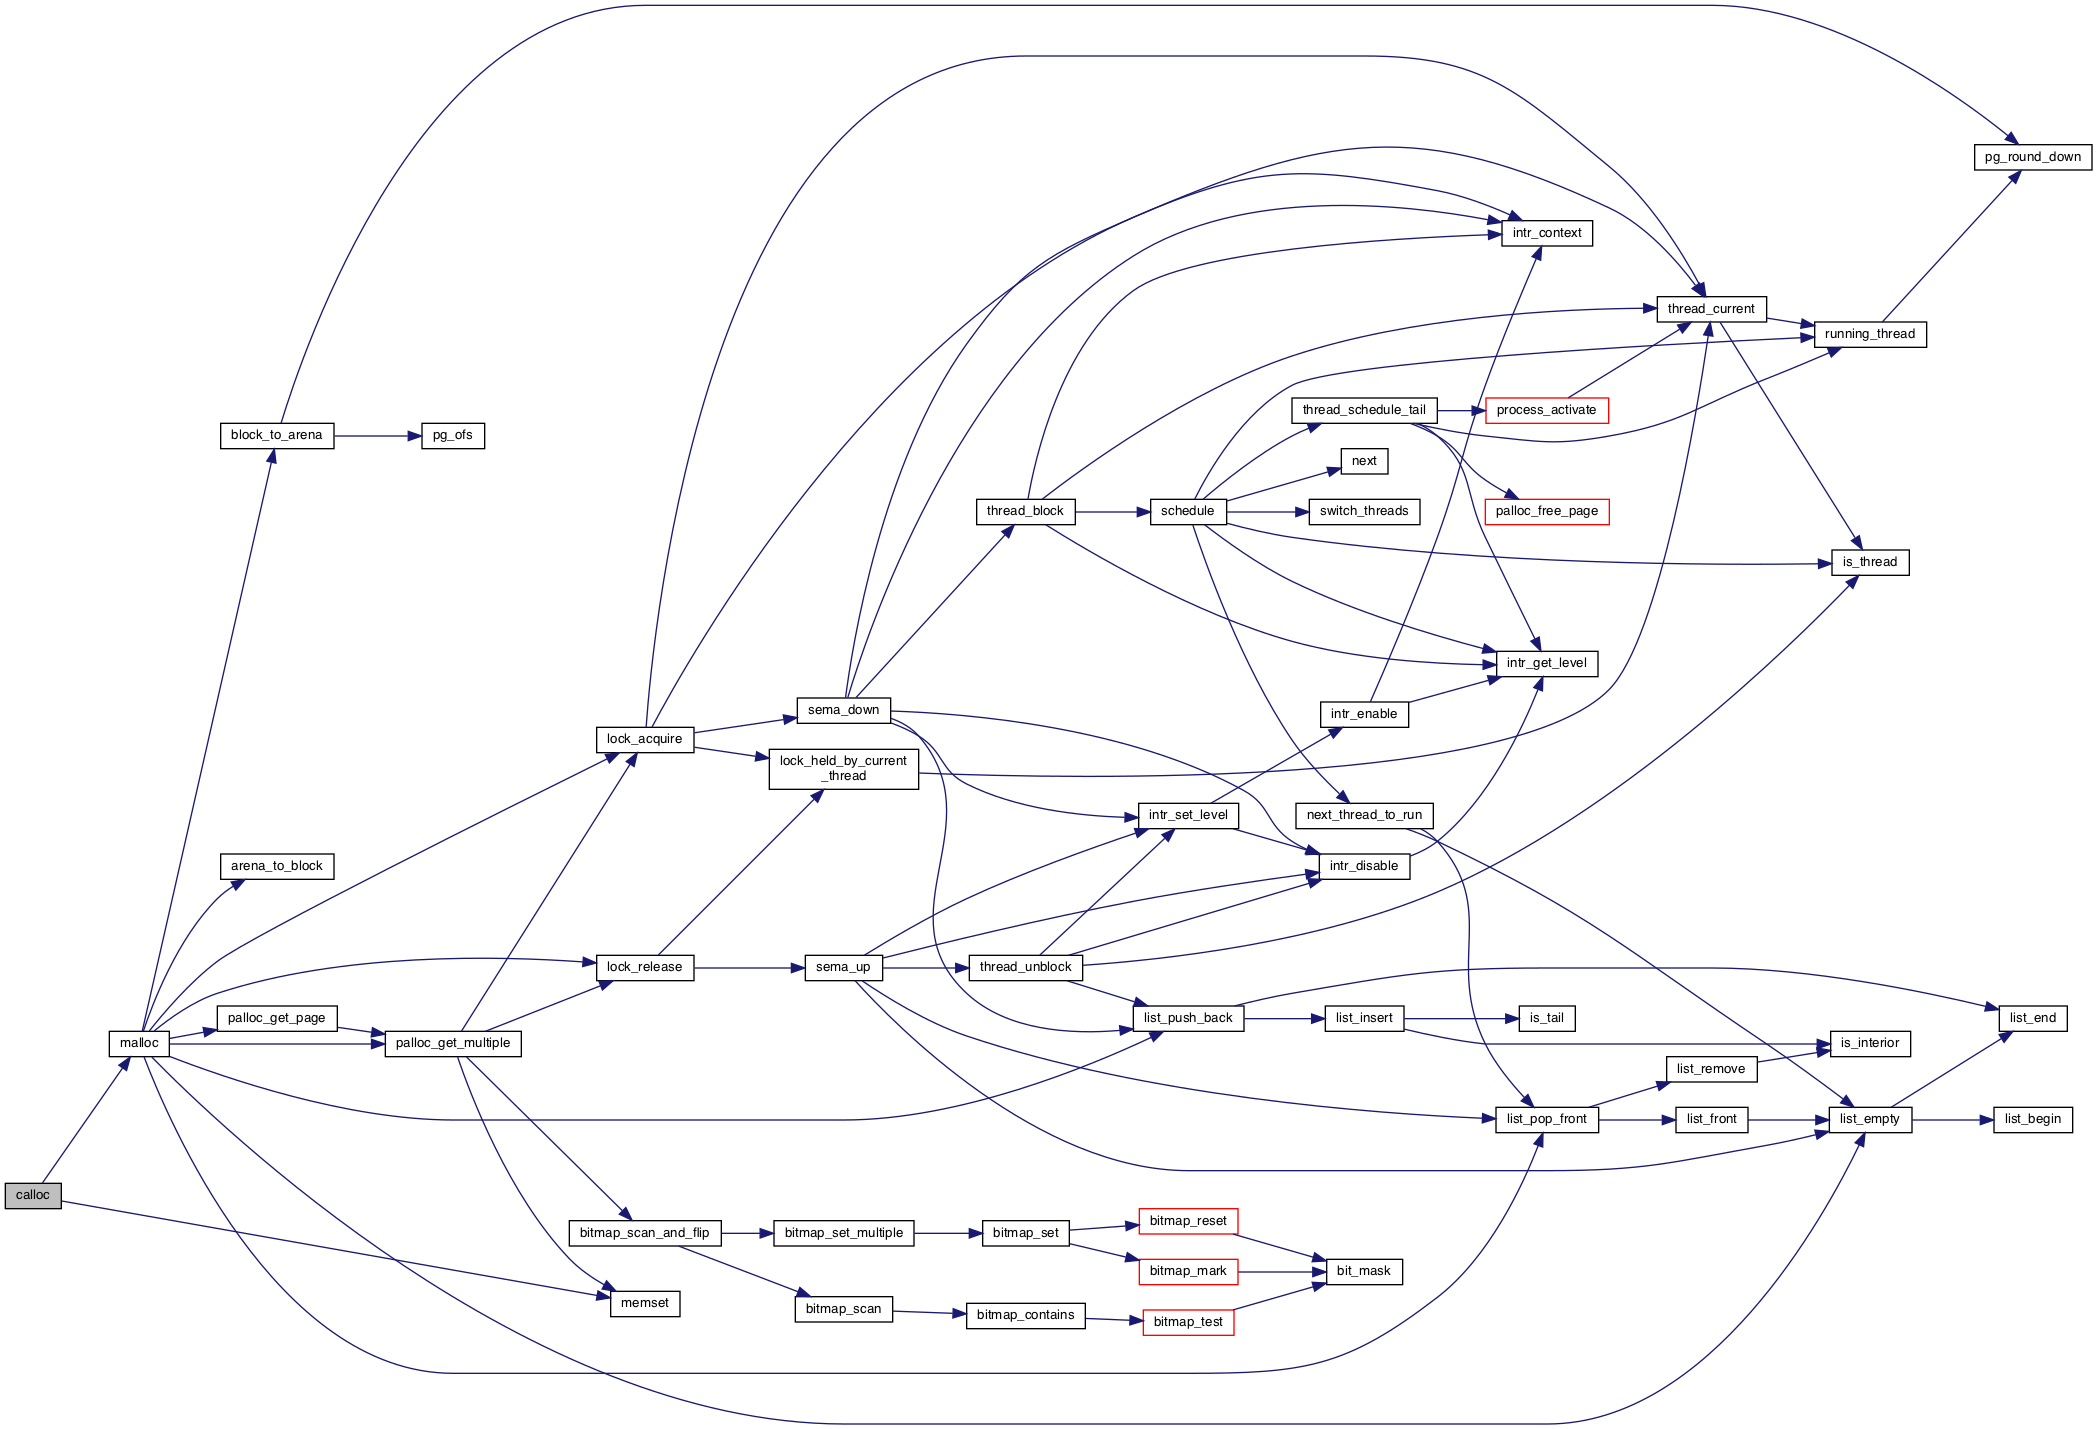 pg_round_down
intr_context
thread_current
running_thread
thread_schedule_tail
process_activate
block_to_arena
pg_ofs
next
thread_block
schedule
switch_threads
palloc_free_page
is_thread
intr_get_level
sema_down
intr_enable
lock_acquire
lock_held_by_current
_thread
intr_set_level
next_thread_to_run
arena_to_block
intr_disable
lock_release
sema_up
thread_unblock
palloc_get_page
list_push_back
list_insert
is_tail
list_end
malloc
palloc_get_multiple
is_interior
list_remove
list_pop_front
list_front
list_empty
list_begin
calloc
bitmap_reset
bitmap_scan_and_flip
bitmap_set_multiple
bitmap_set
bitmap_mark
bit_mask
memset
bitmap_scan
bitmap_contains
bitmap_test